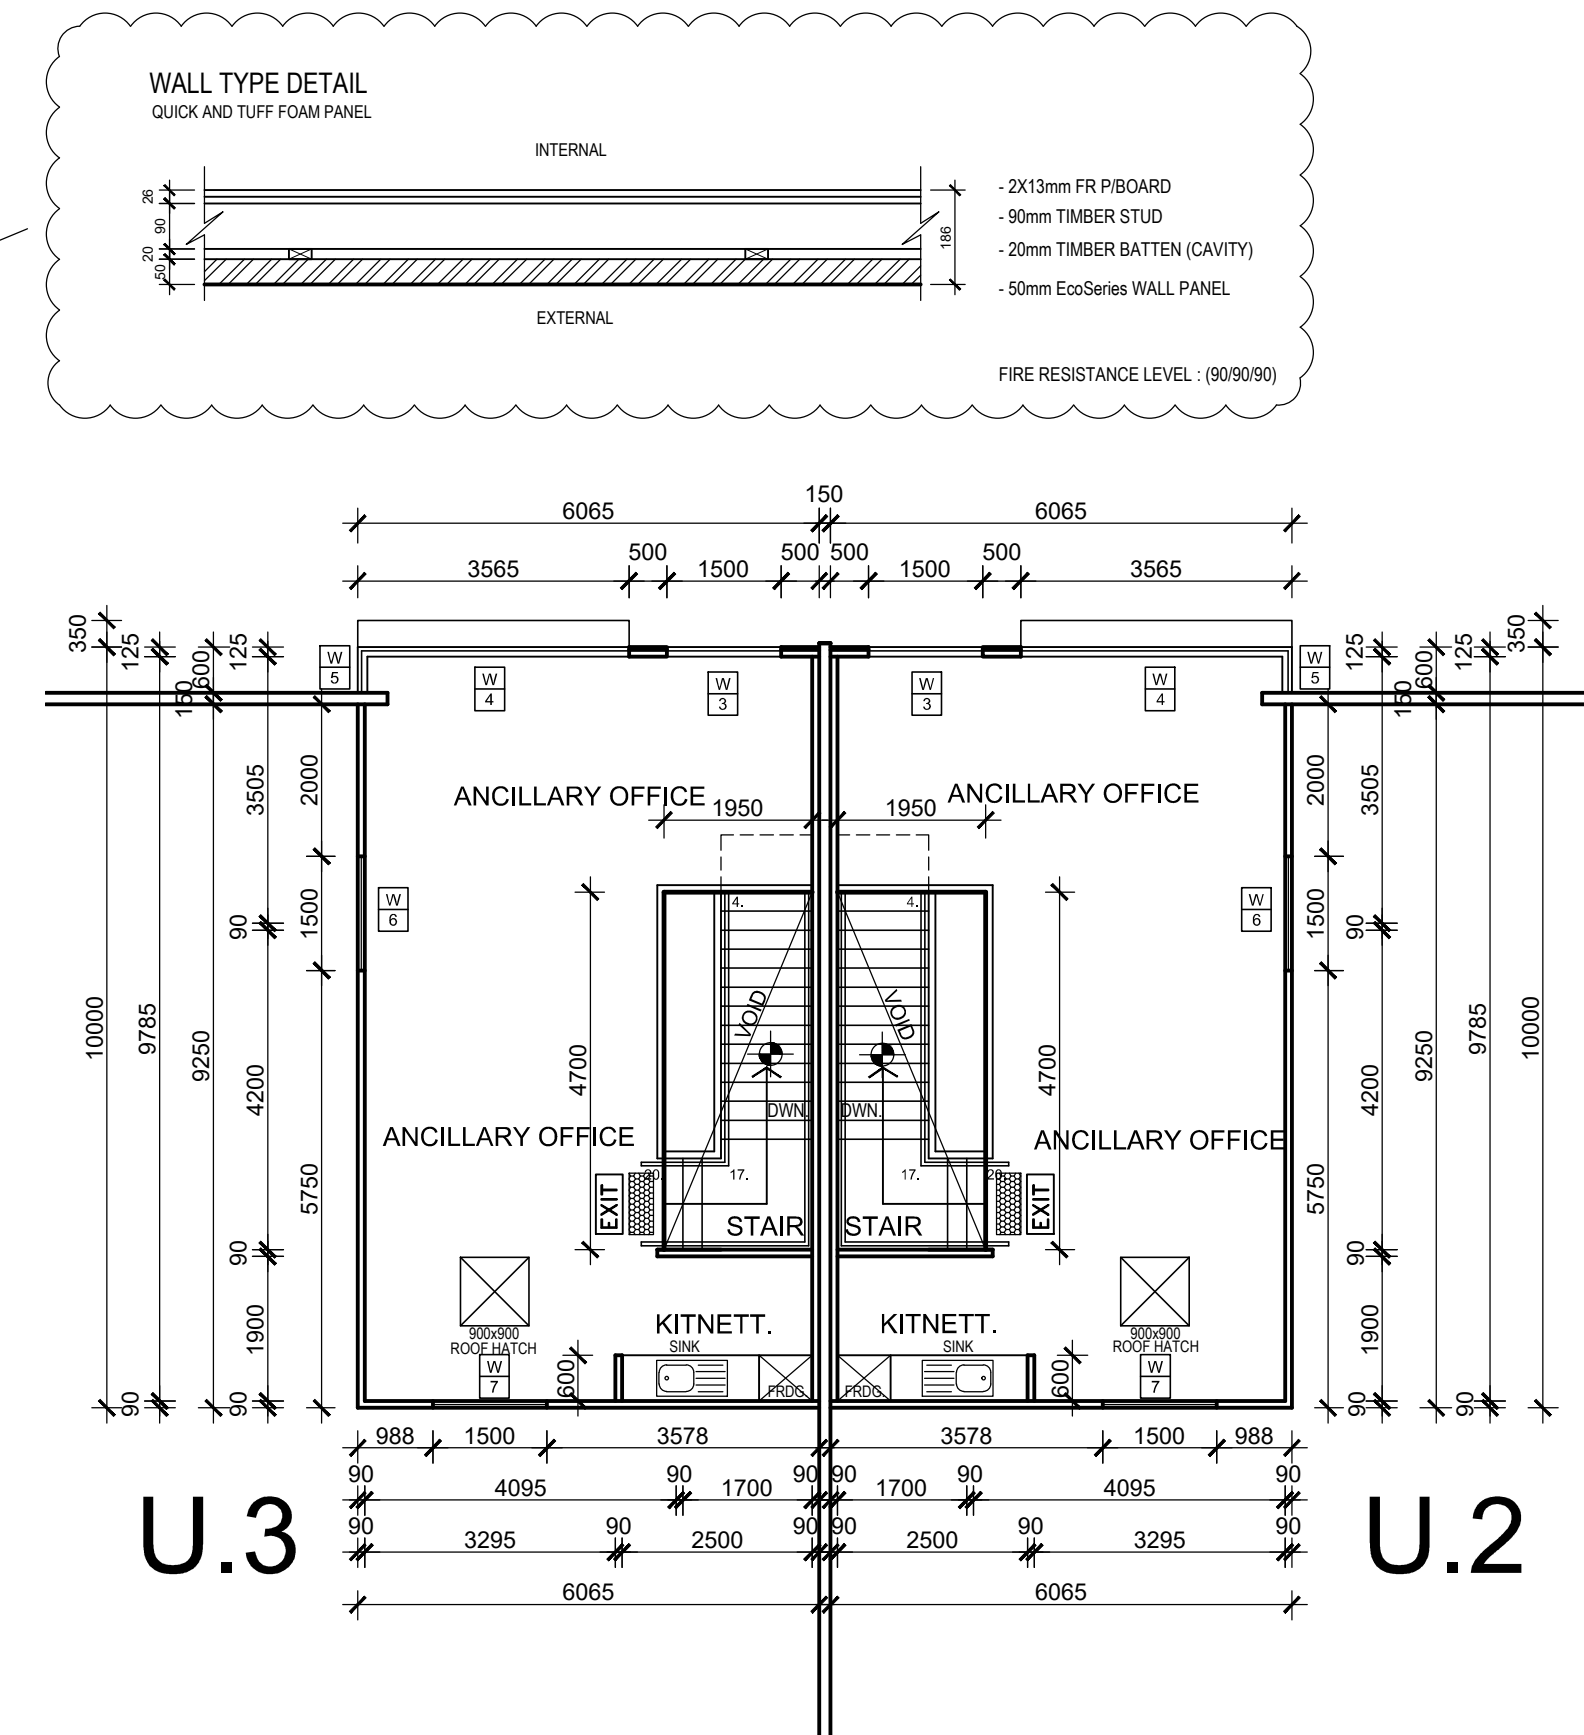 WALL TYPE DETAIL
QUICK AND TUFF FOAM PANEL
INTERNAL
26
90
20
50
186
- 2X13mm FR P/BOARD
- 90mm TIMBER STUD
- 20mm TIMBER BATTEN (CAVITY)
- 50mm EcoSeries WALL PANEL
EXTERNAL
FIRE RESISTANCE LEVEL : (90/90/90)
150
6065 6065
500 500 500 500
3565 1500 1500 3565
350 125 600 125 125 600 125 350
150 150
W 5
W 4
W 3
W 3
W 4
W 5
3505 2000 2000 3505
ANCILLARY OFFICE ANCILLARY OFFICE
1950 1950
W 6
W 6
4. 4.
90 1500 1500 90
VOID VOID
10000 9785 9250 4200 4700 4700 4200 9250 9785 10000
DWN. DWN.
ANCILLARY OFFICE ANCILLARY OFFICE
20. 17. 17. 20.
5750 EXIT EXIT 5750
STAIR STAIR
90 90
KITNETT. KITNETT.
900x900 SINK SINK 900x900
ROOF HATCH ROOF HATCH
1900 1900
W 7
W 7
600 600
FRDG FRDG
90 90 90 90
988 1500 3578 3578 1500 988
90 90 90 90 90 90
4095 1700 1700 4095
90 90 90 90 90 90
3295 2500 2500 3295
6065 6065
U.3 U.2